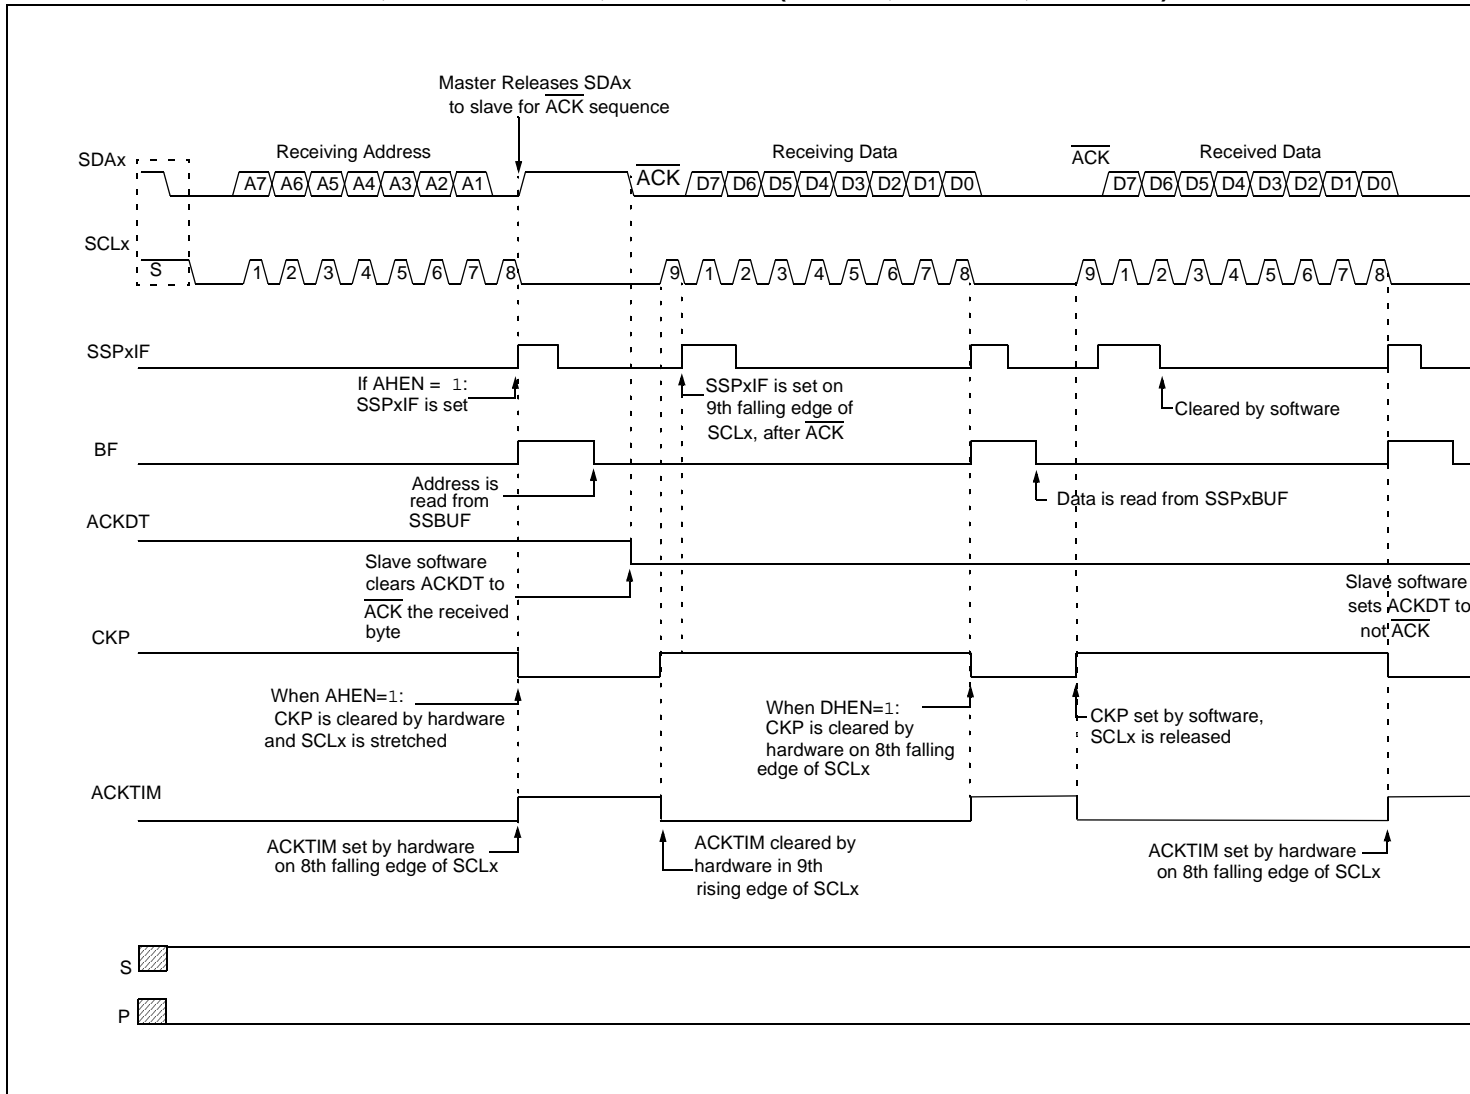 Master Releases SDAx
to slave for ACK sequence
SDAx
Receiving Address
Receiving Data
ACK
Received Data
A7 A6 A5 A4 A3 A2 A1
ACK
D7 D6 D5 D4 D3 D2 D1 D0
D7 D6 D5 D4 D3 D2 D1 D0
SCLx
S
1 2 3 4 5 6 7 8
9 1 2 3 4 5 6 7 8
9 1 2 3 4 5 6 7 8
SSPxIF
If AHEN = 1:
SSPxIF is set
SSPxIF is set on
9th falling edge of
SCLx, after ACK
Cleared by software
BF
Address is
read from
SSBUF
Data is read from SSPxBUF
ACKDT
Slave software
clears ACKDT to
ACK the received
byte
Slave software
sets ACKDT to
not ACK
CKP
When AHEN=1:
CKP is cleared by hardware
and SCLx is stretched
When DHEN=1:
CKP is cleared by
hardware on 8th falling
edge of SCLx
CKP set by software,
SCLx is released
ACKTIM
ACKTIM set by hardware
on 8th falling edge of SCLx
ACKTIM cleared by
hardware in 9th
rising edge of SCLx
ACKTIM set by hardware
on 8th falling edge of SCLx
S
P